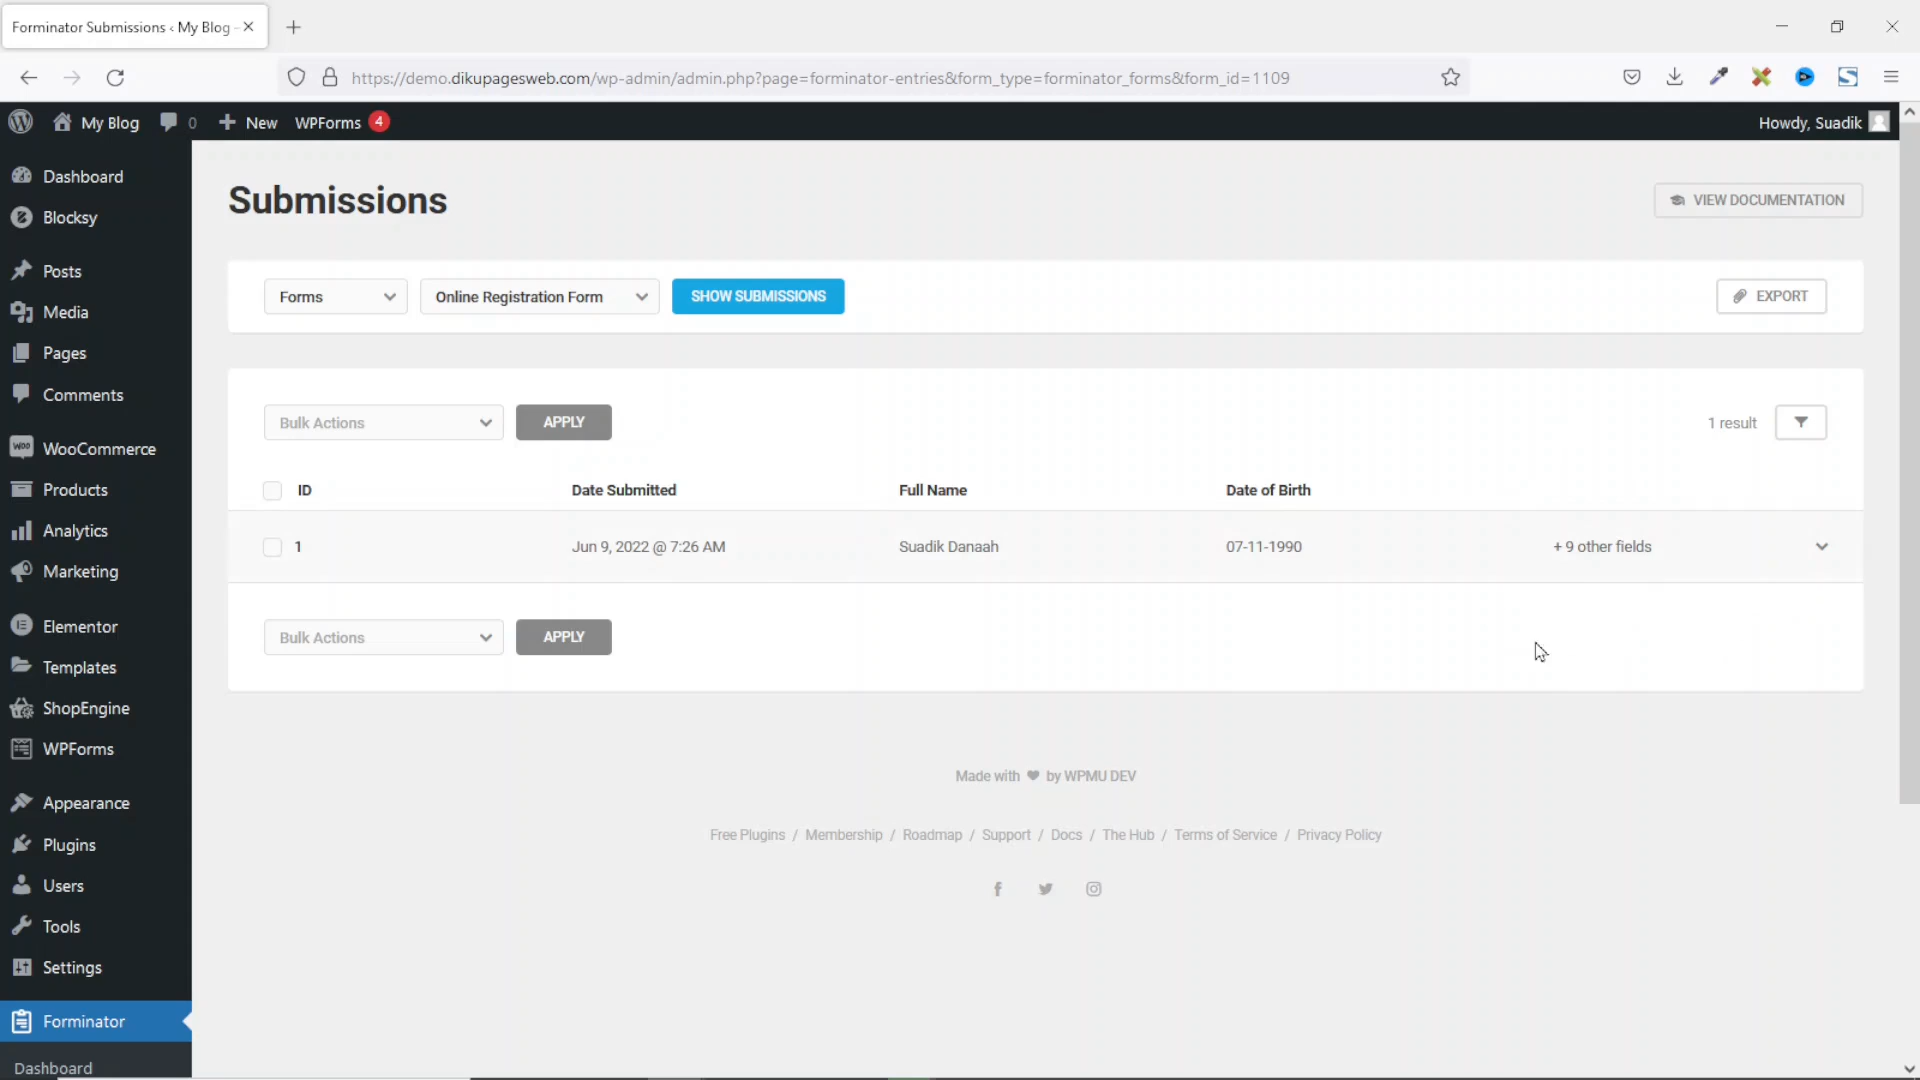 Forminator Submissions ‹ My Blog -
https://demo.dikupagesweb.com/wp-admin/admin.php?page=forminator-entries&form_type=forminator_forms&form_id=1109
My Blog 0 New WPForms 4 Howdy, Suadik
Dashboard
Blocksy
Posts
Media
Pages
Comments
WooCommerce
Products
Analytics
Marketing
Elementor
Templates
ShopEngine
WPForms
Appearance
Plugins
Users
Tools
Settings
Forminator
Dashboard
Submissions VIEW DOCUMENTATION
Forms Online Registration Form SHOW SUBMISSIONS EXPORT
Bulk Actions APPLY 1 result
ID Date Submitted Full Name Date of Birth
1 Jun 9, 2022 @ 7:26 AM Suadik Danaah 07-11-1990 + 9 other fields
Bulk Actions APPLY
Made with ♥ by WPMU DEV
Free Plugins / Membership / Roadmap / Support / Docs / The Hub / Terms of Service / Privacy Policy